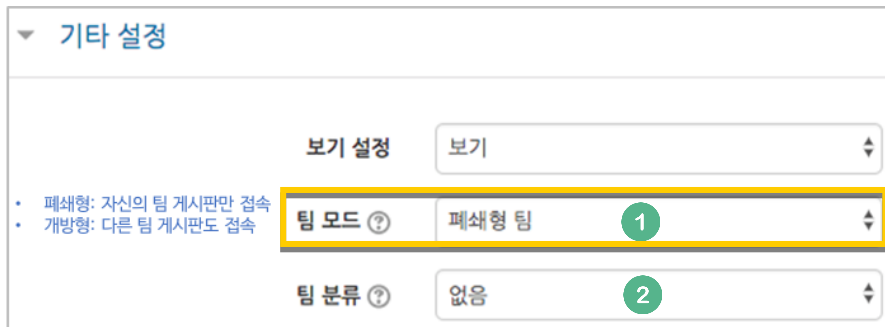 기타 설정
보기 설정 보기
• 폐쇄형: 자신의 팀 게시판만 접속
• 개방형: 다른 팀 게시판도 접속
팀 모드 ? 폐쇄형 팀 1
팀 분류 ? 없음 2